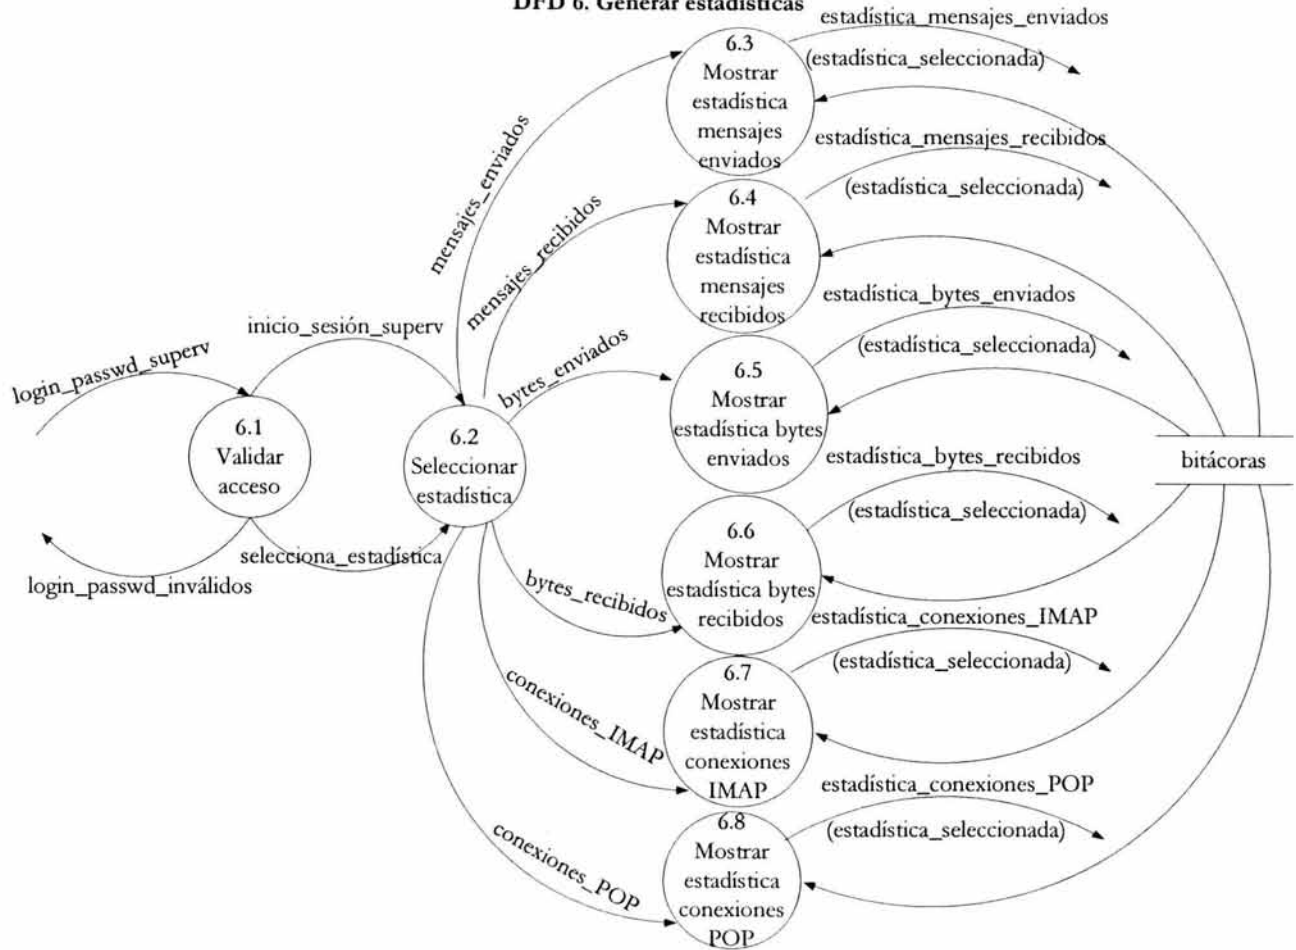 DFD 6. Generar estadísticas
estadística_mensajes_enviados
(estadística_seleccionada)
6.3
Mostrar
estadística
mensajes
enviados
mensajes_enviados
estadística_mensajes_recibidos
(estadística_seleccionada)
6.4
Mostrar
estadística
mensajes
recibidos
mensajes_recibidos
estadística_bytes_enviados
(estadística_seleccionada)
inicio_sesión_superv
login_passwd_superv
bytes_enviados
6.5
Mostrar
estadística bytes
enviados
6.1
Validar
acceso
6.2
Seleccionar
estadística
estadística_bytes_recibidos
(estadística_seleccionada)
bitácoras
selecciona_estadística
login_passwd_inválidos
bytes_recibidos
6.6
Mostrar
estadística bytes
recibidos
estadística_conexiones_IMAP
(estadística_seleccionada)
conexiones_IMAP
6.7
Mostrar
estadística
conexiones
IMAP
estadística_conexiones_POP
(estadística_seleccionada)
conexiones_POP
6.8
Mostrar
estadística
conexiones
POP